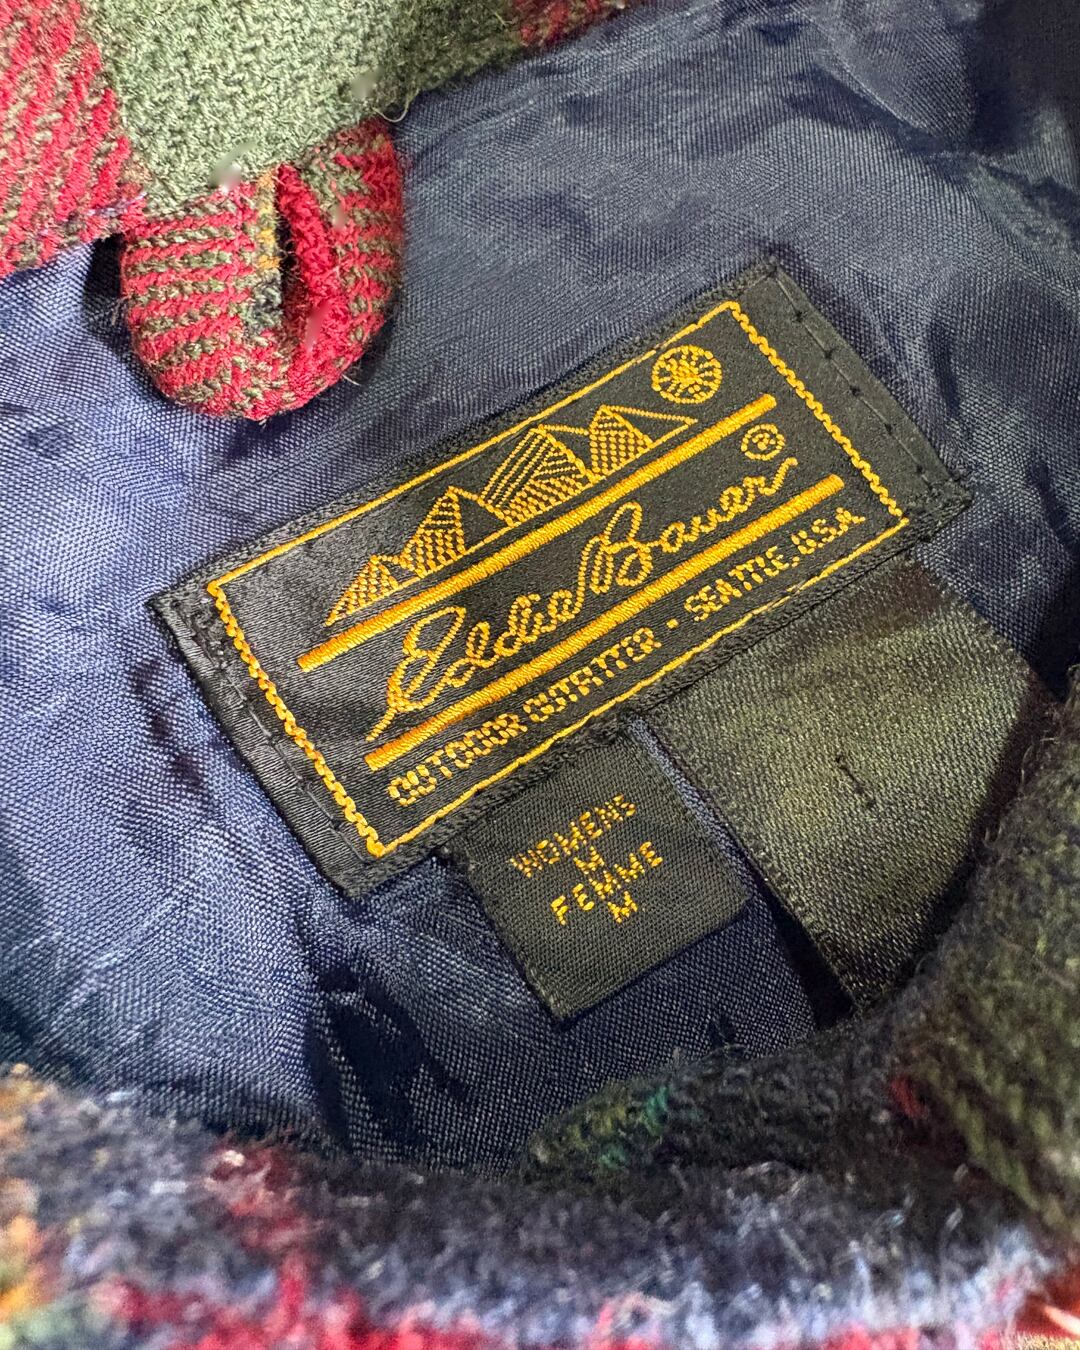 Eddie Bauer®
OUTDOOR OUTFITTER - SEATTLE, U.S.A.
WOMENS
M
FEMME
M